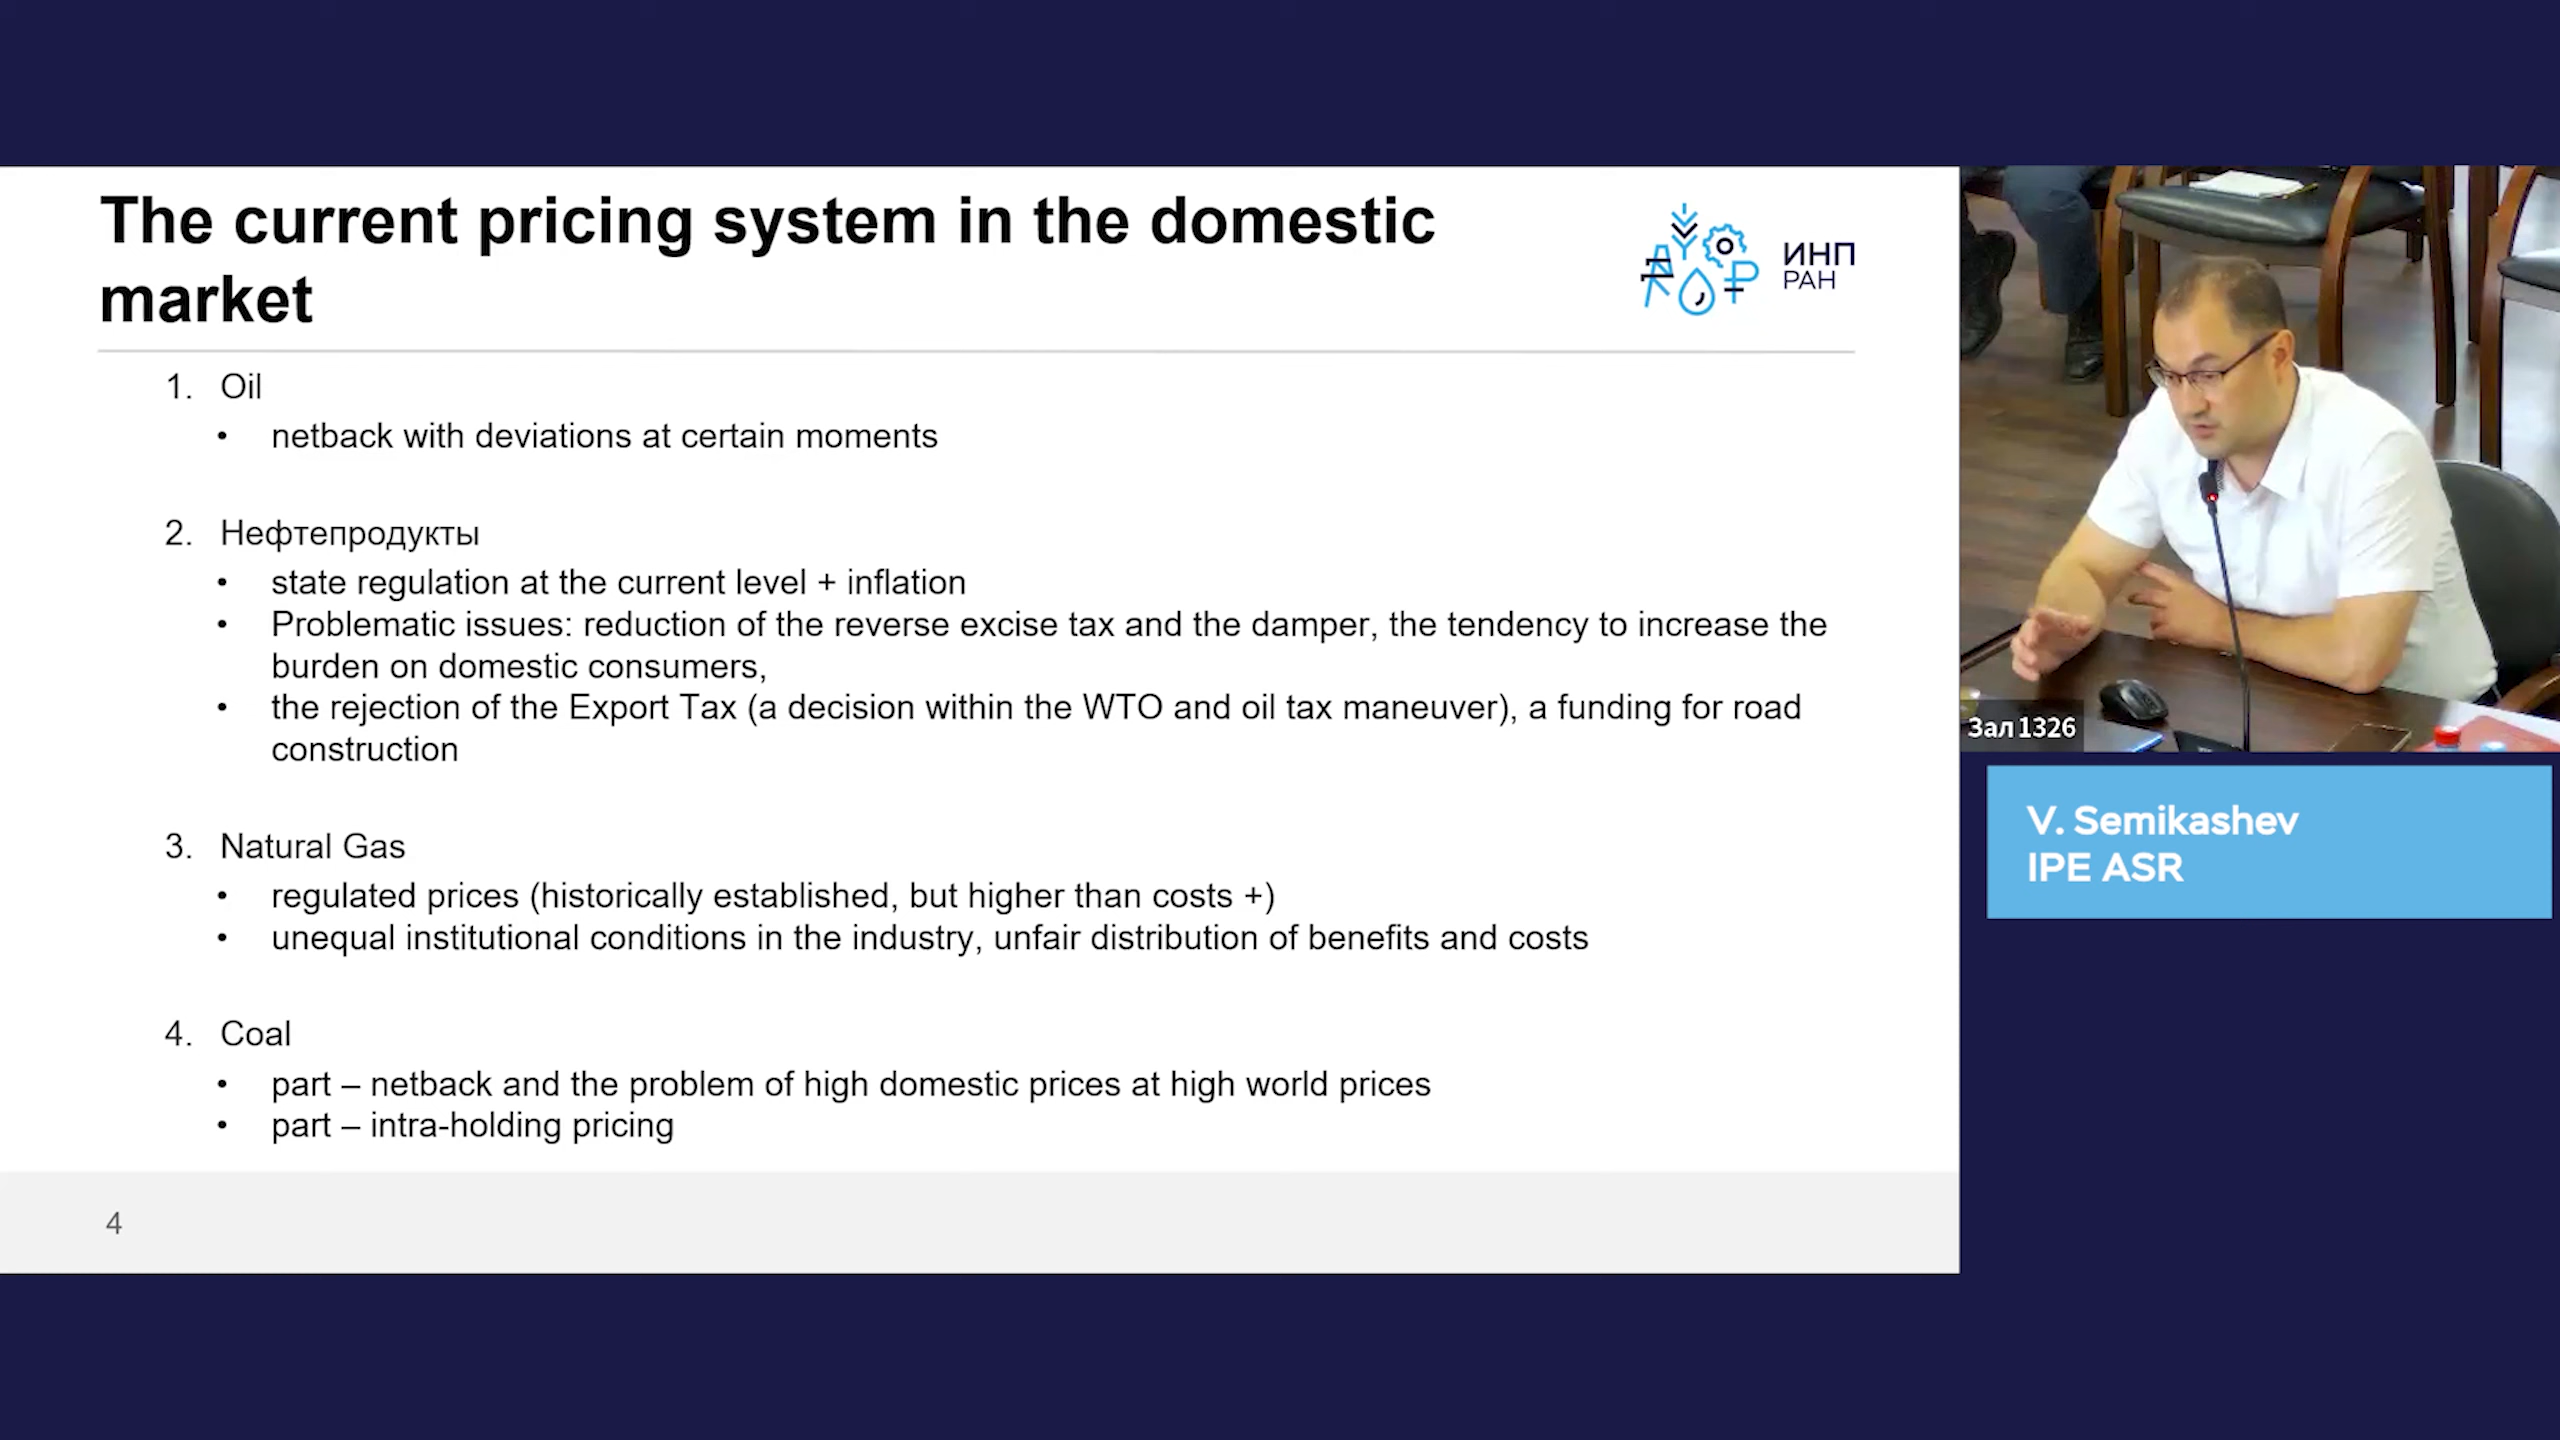 The current pricing system in the domestic
market
ИНП
РАН
1. Oil
• netback with deviations at certain moments
2. Нефтепродукты
• state regulation at the current level + inflation
• Problematic issues: reduction of the reverse excise tax and the damper, the tendency to increase the
burden on domestic consumers,
• the rejection of the Export Tax (a decision within the WTO and oil tax maneuver), a funding for road
construction
3. Natural Gas
• regulated prices (historically established, but higher than costs +)
• unequal institutional conditions in the industry, unfair distribution of benefits and costs
4. Coal
• part – netback and the problem of high domestic prices at high world prices
• part – intra-holding pricing
4
Зал 1326
V. Semikashev
IPE ASR